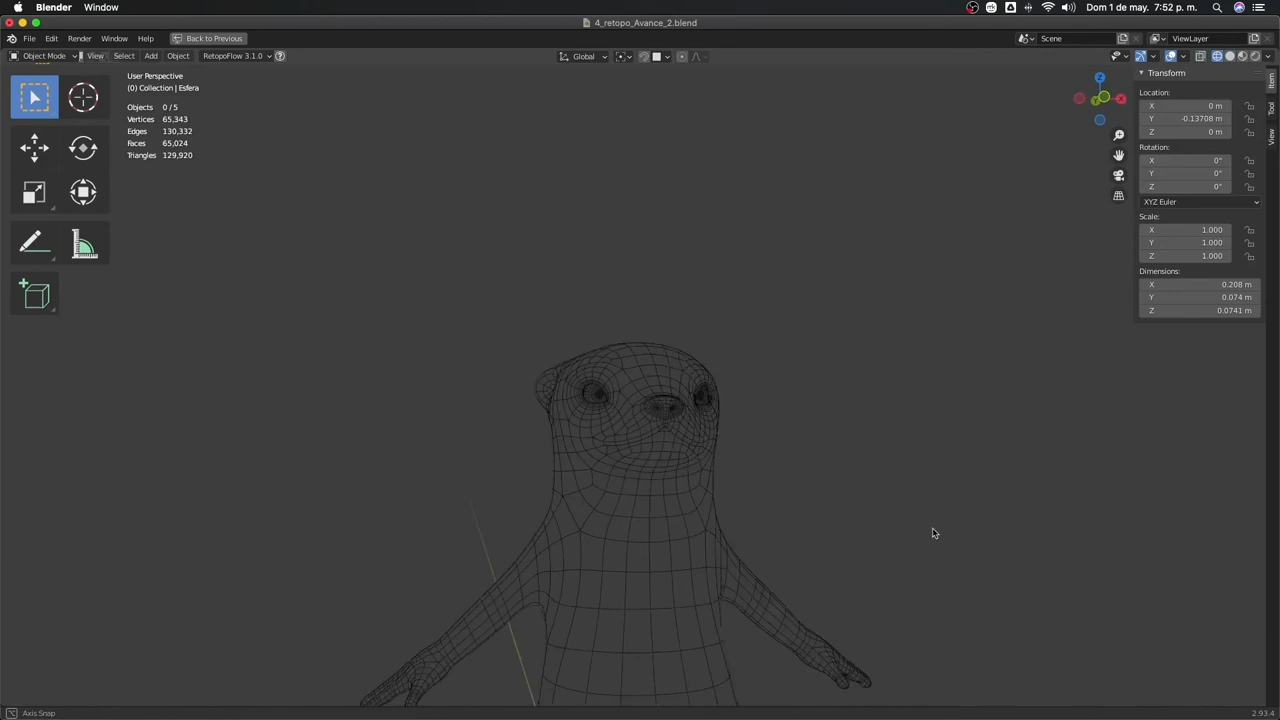 Blender Window
Dom 1 de may. 7:52 p. m.
4_retopo_Avance_2.blend
File Edit Render Window Help Back to Previous
Scene
ViewLayer
Object Mode View Select Add Object RetopoFlow 3.1.0
Global
User Perspective
(0) Collection | Esfera
Objects 0 / 5
Vertices 65,343
Edges 130,332
Faces 65,024
Triangles 129,920
X
Y
Z
Transform
Location:
X 0 m
Y -0.13708 m
Z 0 m
Rotation:
X 0°
Y 0°
Z 0°
XYZ Euler
Scale:
X 1.000
Y 1.000
Z 1.000
Dimensions:
X 0.208 m
Y 0.074 m
Z 0.0741 m
Item
Tool
View
Axis Snap
2.93.4